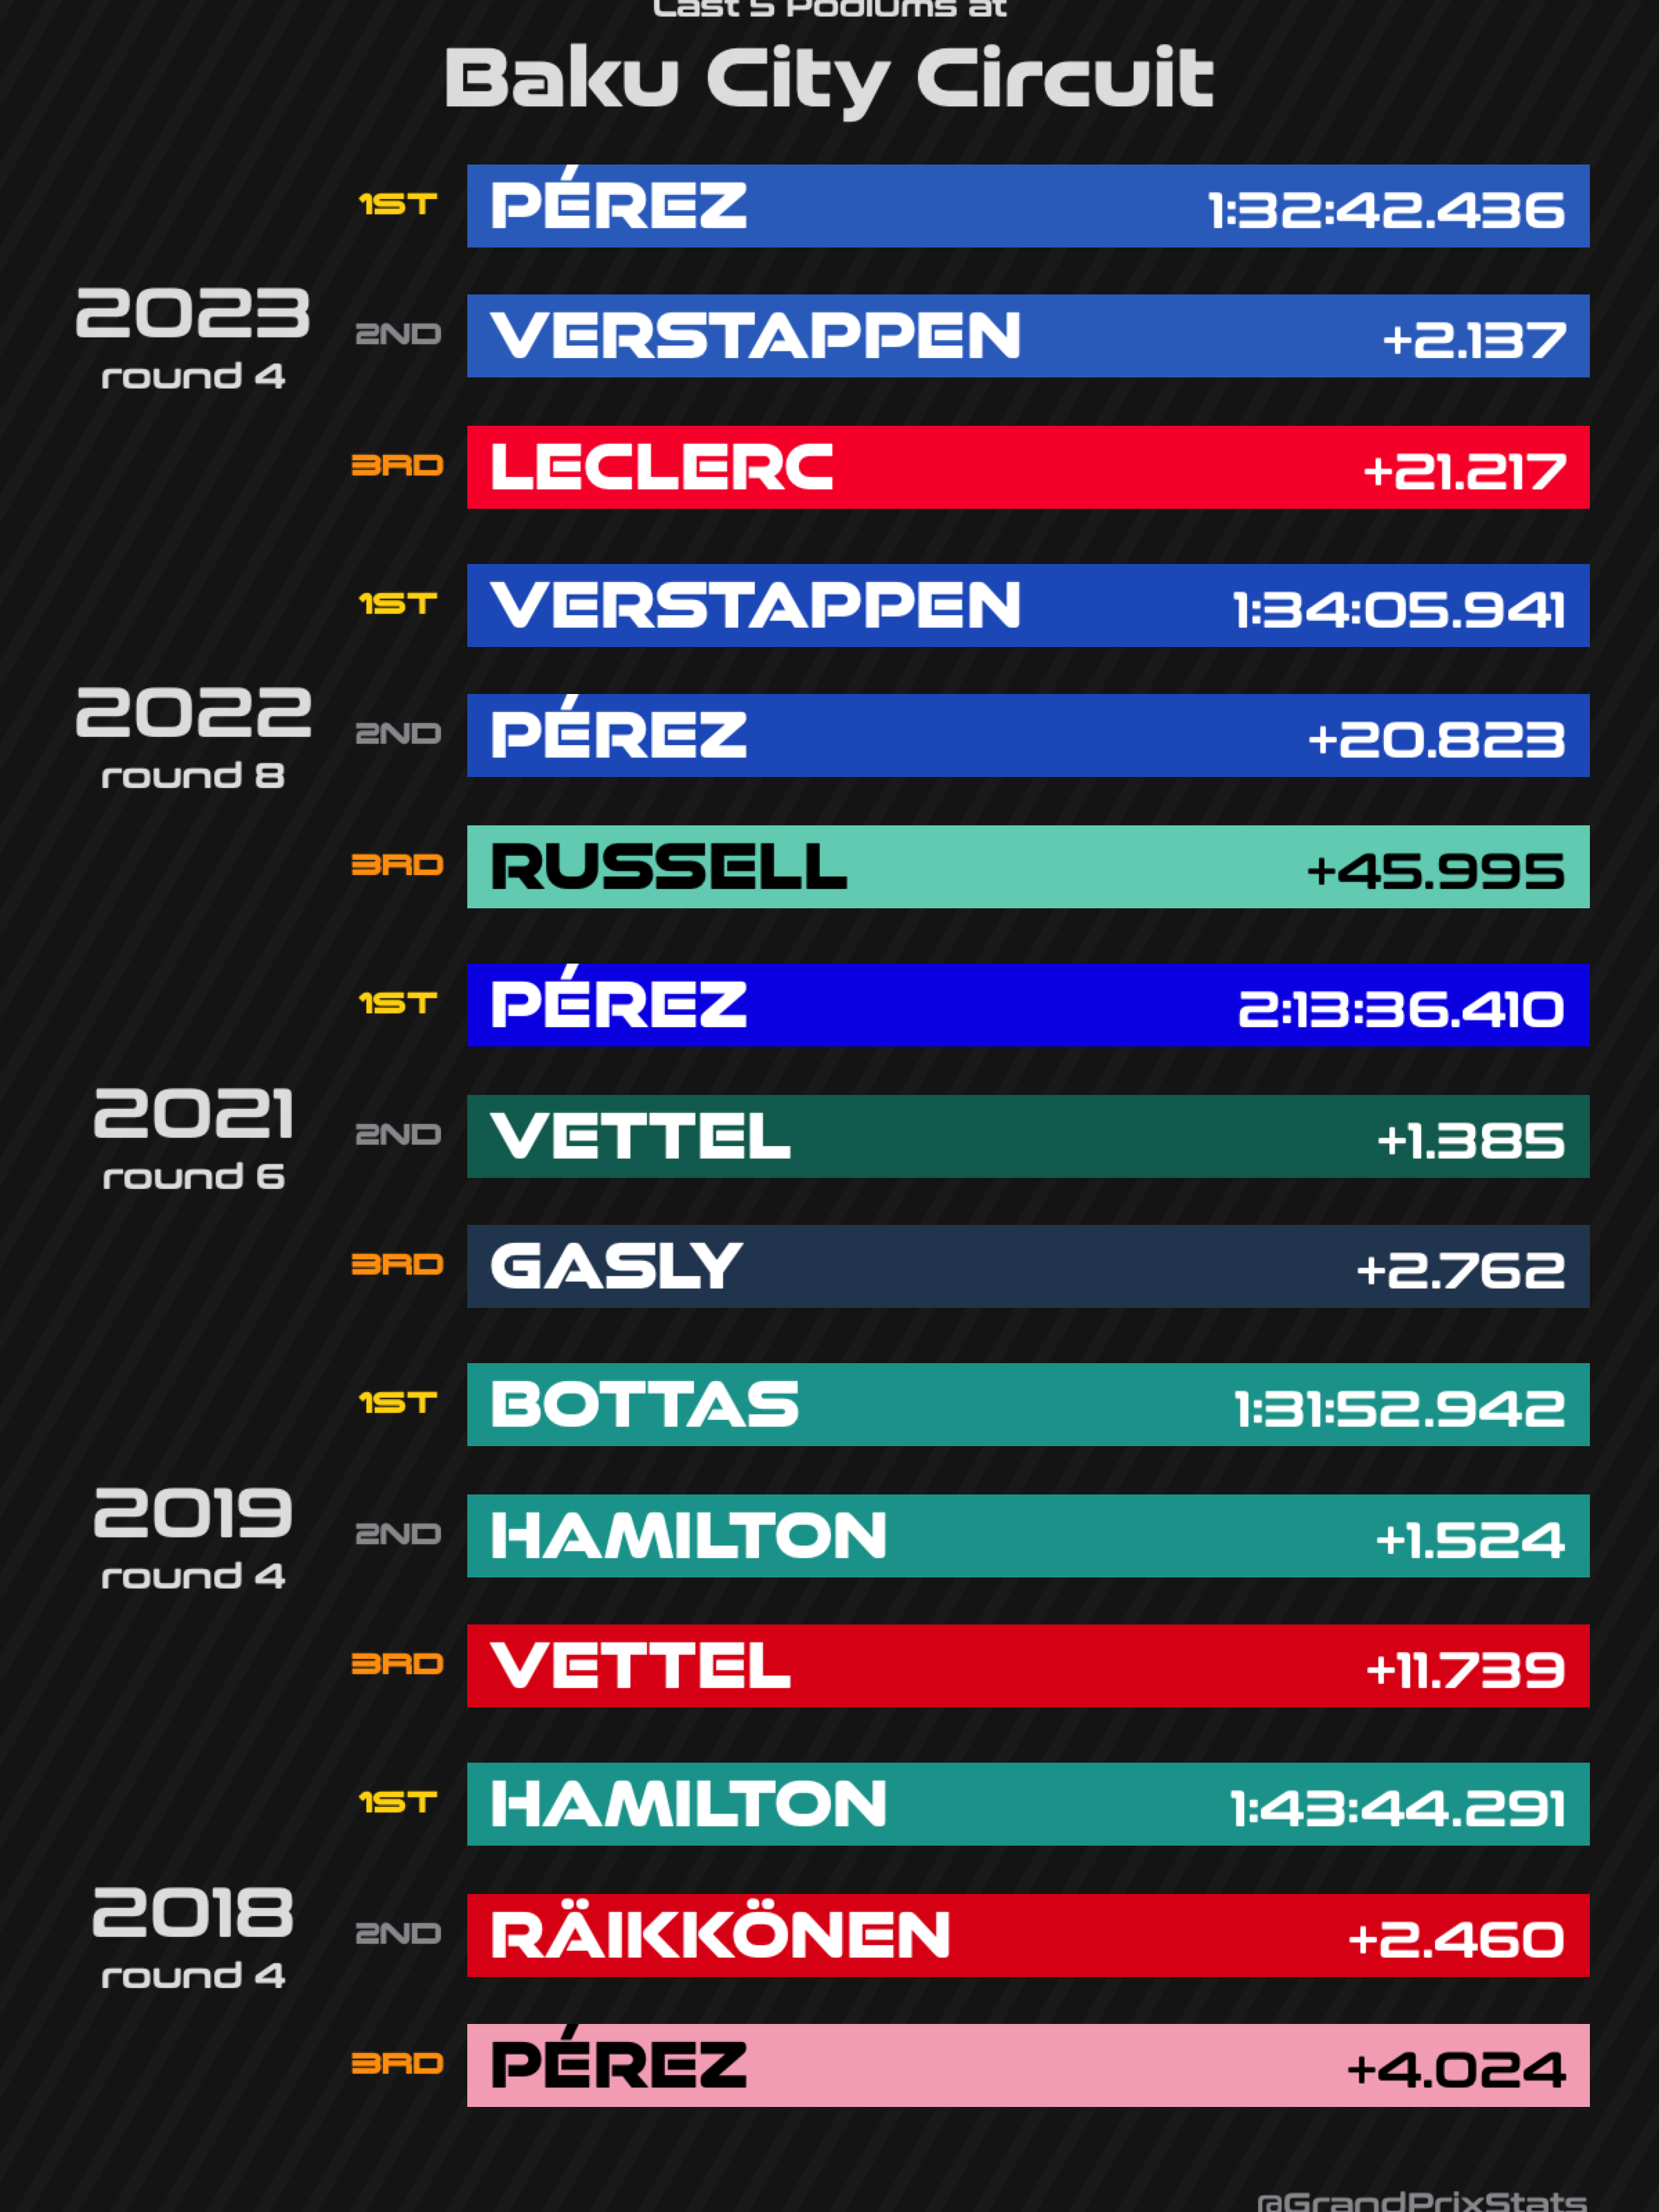 Last 5 Podiums at
Baku City Circuit
2023
round 4
1ST PÉREZ 1:32:42.436
2ND VERSTAPPEN +2.137
3RD LECLERC +21.217
2022
round 8
1ST VERSTAPPEN 1:34:05.941
2ND PÉREZ +20.823
3RD RUSSELL +45.995
2021
round 6
1ST PÉREZ 2:13:36.410
2ND VETTEL +1.385
3RD GASLY +2.762
2019
round 4
1ST BOTTAS 1:31:52.942
2ND HAMILTON +1.524
3RD VETTEL +11.739
2018
round 4
1ST HAMILTON 1:43:44.291
2ND RÄIKKÖNEN +2.460
3RD PÉREZ +4.024
@GrandPrixStats